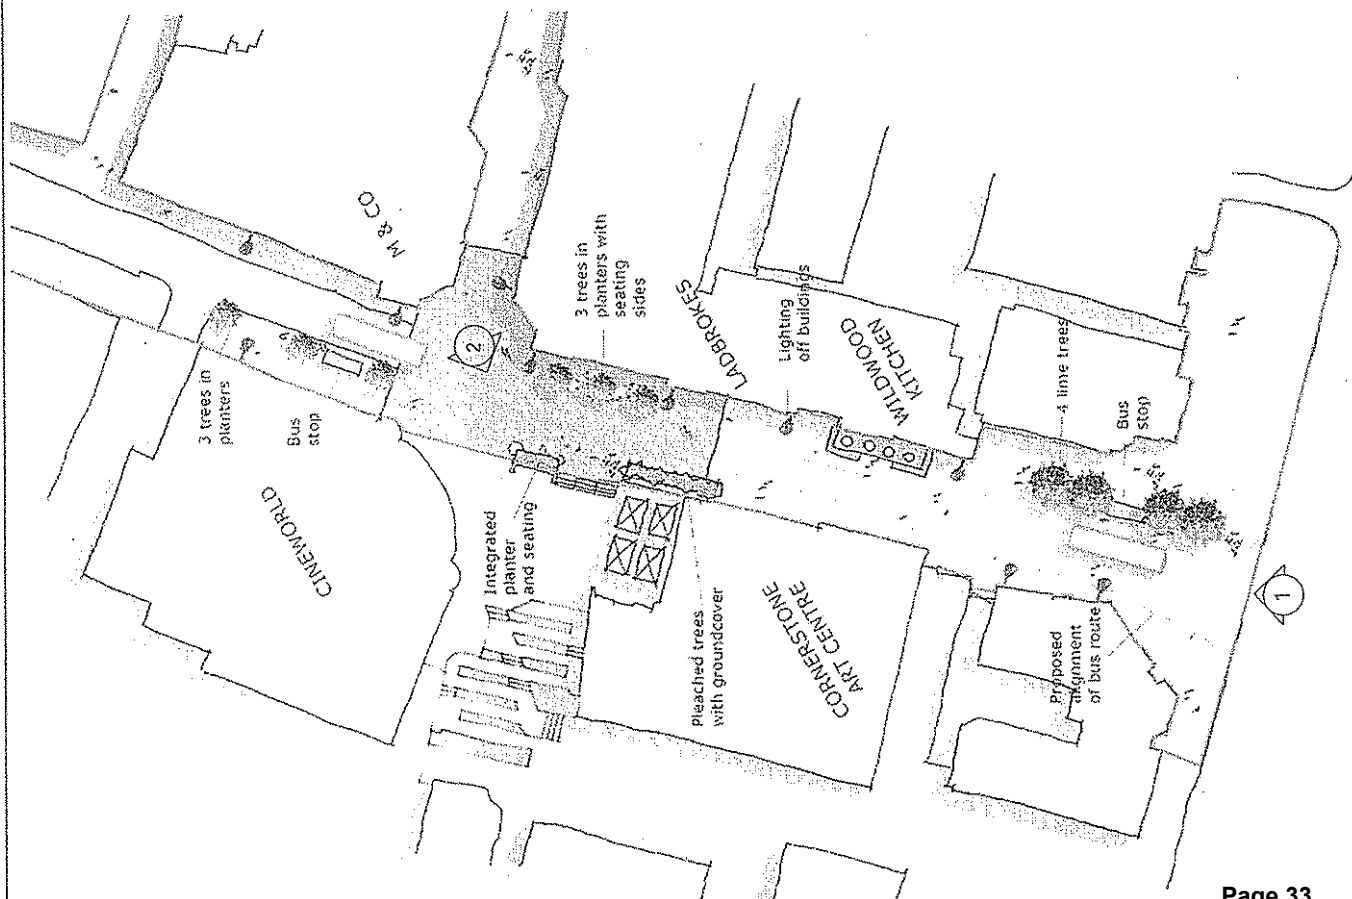 M & CO
2
3 trees in
planters with
seating
sides
3 trees in
planters
Bus
stop
LADBROKES
Lighting
off buildings
CINEWORLD
WILDWOOD
KITCHEN
Integrated
planter
and seating
4 lime trees
Bus
stop
Pleached trees
with groundcover
CORNERSTONE
ART CENTRE
Proposed
alignment
of bus route
1
Page 33